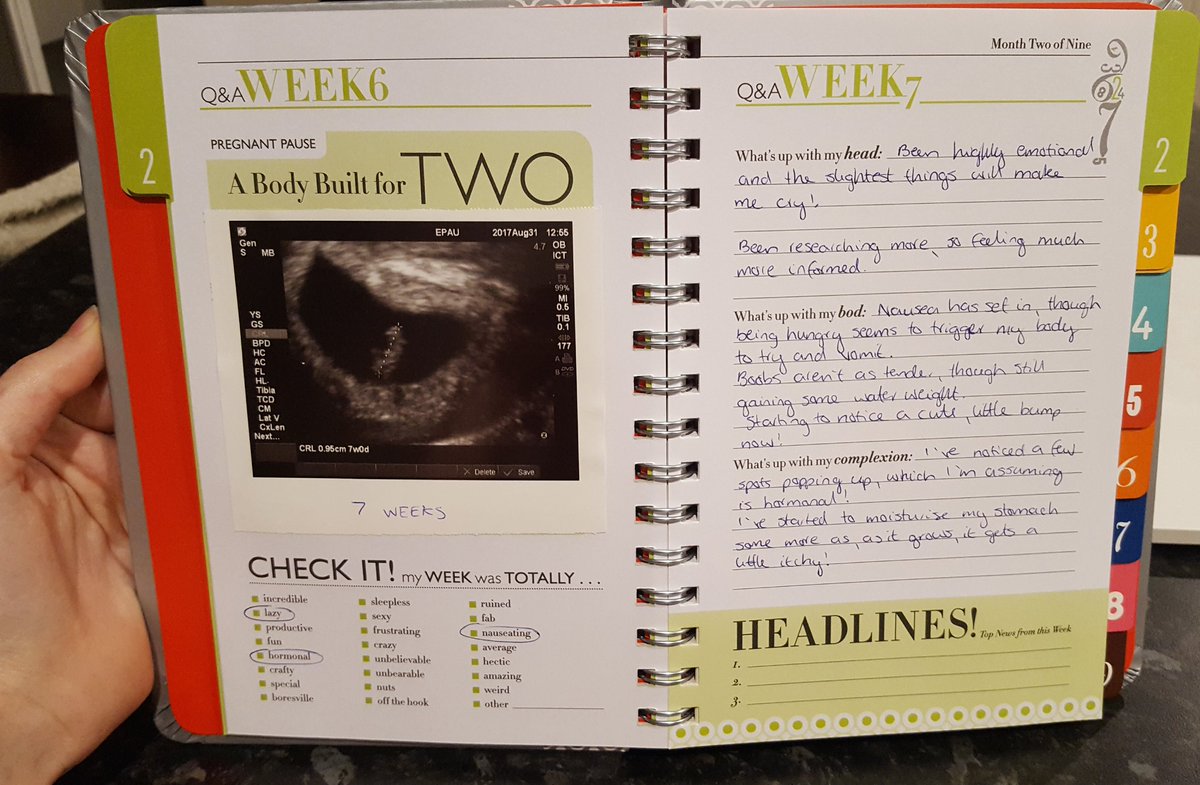 2
Q&A WEEK 6
PREGNANT PAUSE
A Body Built for TWO
EPAU 2017Aug31 12:55
Gen
S MB
4.7 OB
ICT
99%
MI
0.5
TIB
0.1
177
A
B
YS
GS
BPD
HC
AC
FL
HL
Tibia
TCD
CM
Lat V
CxLen
Next...
CRL 0.95cm 7w0d
Delete Save
7 WEEKS
CHECK IT! my WEEK was TOTALLY . . .
incredible
lazy
productive
fun
hormonal
crafty
special
boresville
sleepless
sexy
frustrating
crazy
unbelievable
unbearable
nuts
off the hook
ruined
fab
nauseating
average
hectic
amazing
weird
other
Month Two of Nine
Q&A WEEK 7
What's up with my head: Been highly emotional
and the slightest things will make
me cry!
Been researching more, so feeling much
more informed.
What's up with my bod: Nausea has set in, though
being hungry seems to trigger my body
to try and vomit.
Boobs aren't as tender, though still
gaining some water weight.
Starting to notice a cute, little bump
now!
What's up with my complexion: I've noticed a few
spots popping up, which I'm assuming
is hormonal!
I've started to moisturise my stomach
some more as, as it grows, it gets a
little itchy!
HEADLINES! Top News from this Week
1.
2.
3.
2
3
4
5
6
7
8